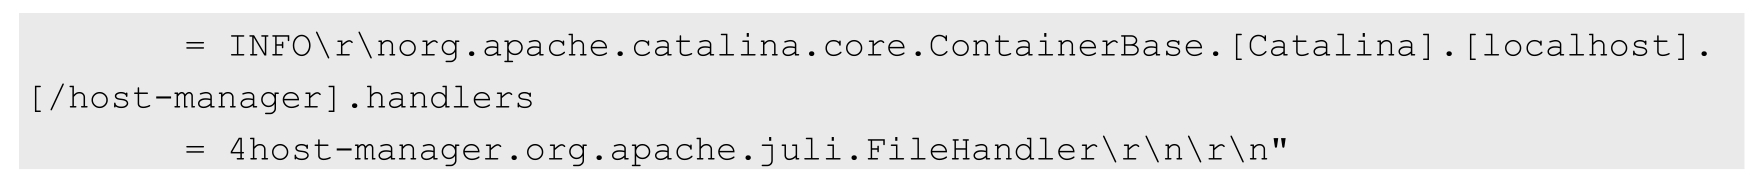 = INFO\r\norg.apache.catalina.core.ContainerBase.[Catalina].[localhost].
[/host-manager].handlers
= 4host-manager.org.apache.juli.FileHandler\r\n\r\n"